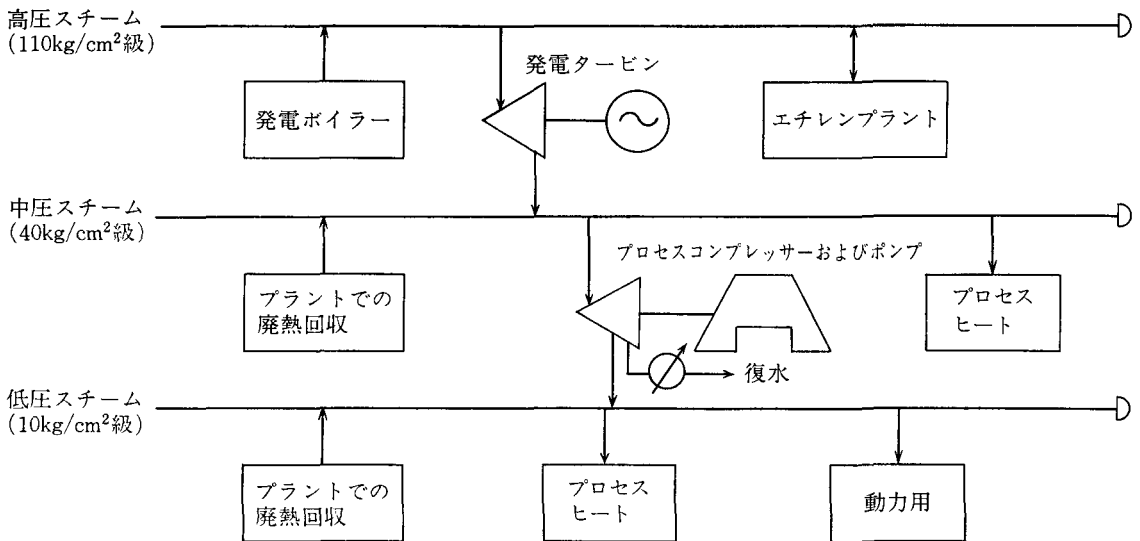 高圧スチーム
(110kg/cm²級)
発電タービン
発電ボイラー
エチレンプラント
中圧スチーム
(40kg/cm²級)
プロセスコンプレッサーおよびポンプ
プラントでの
廃熱回収
プロセス
ヒート
復水
低圧スチーム
(10kg/cm²級)
プラントでの
廃熱回収
プロセス
ヒート
動力用